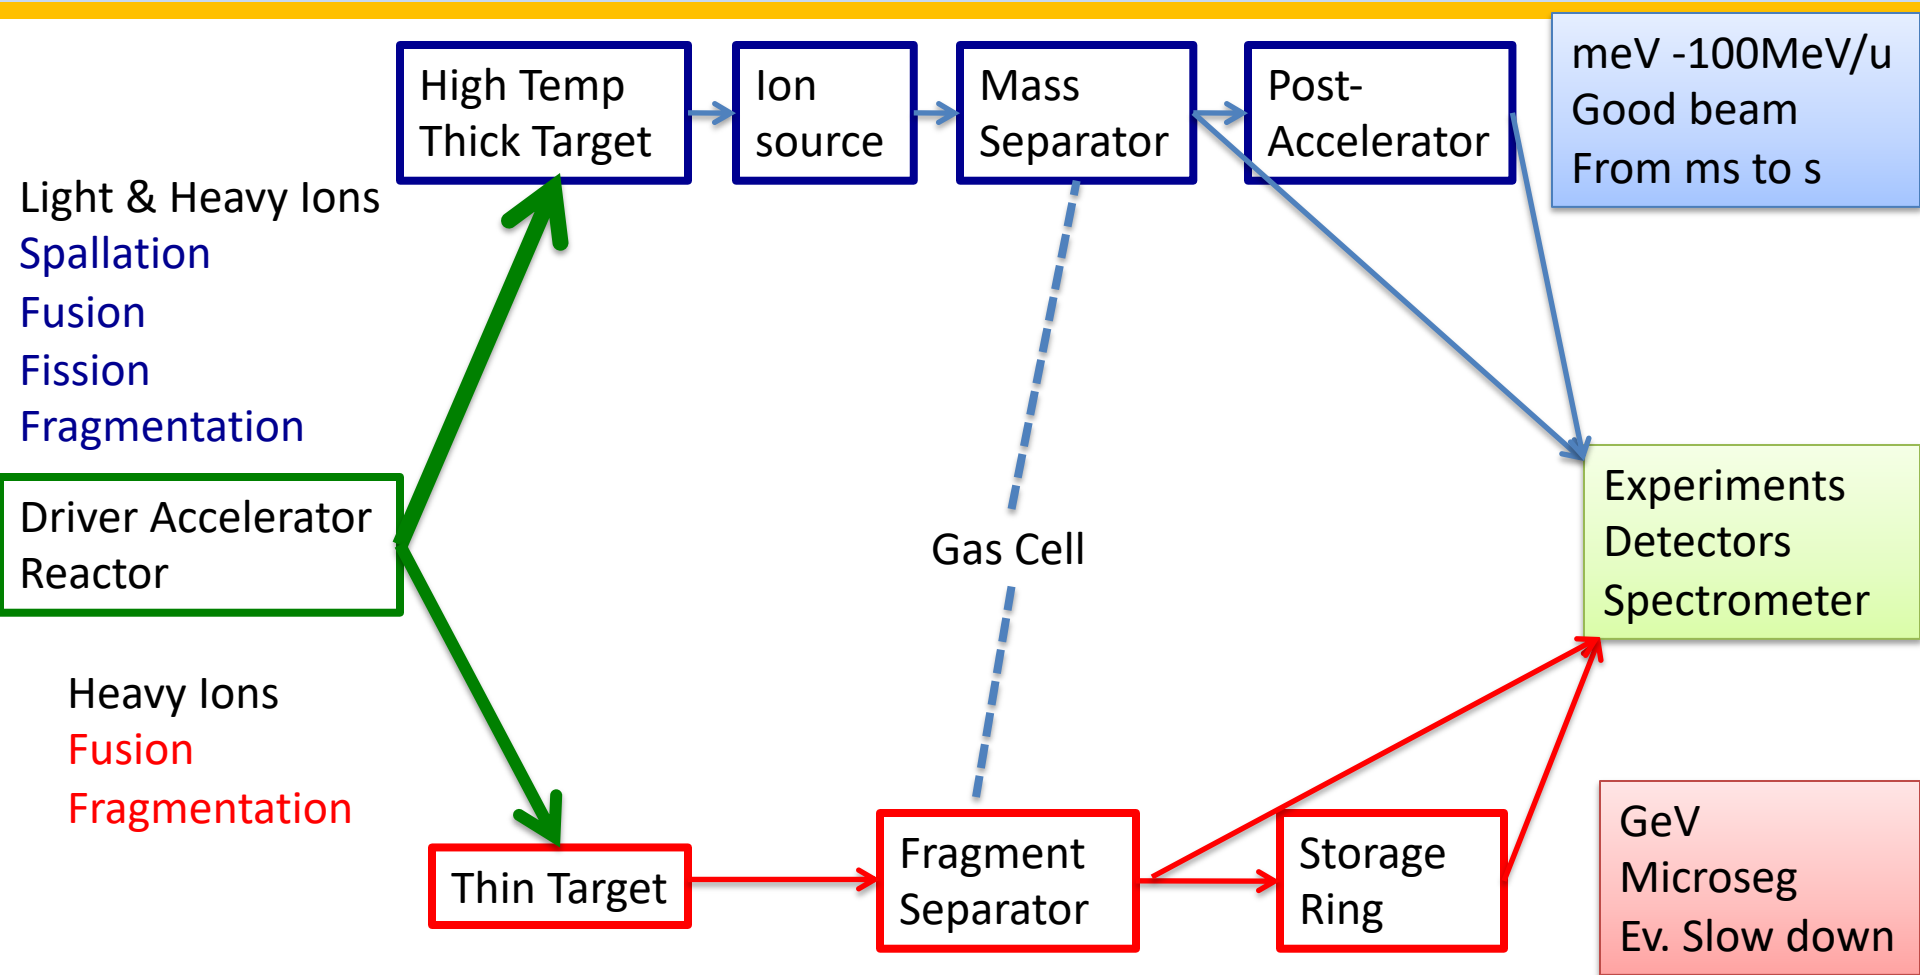 High Temp
Thick Target
Ion
source
Mass
Separator
Post-
Accelerator
meV -100MeV/u
Good beam
From ms to s
Light & Heavy Ions
Spallation
Fusion
Fission
Fragmentation
Driver Accelerator
Reactor
Gas Cell
Experiments
Detectors
Spectrometer
Heavy Ions
Fusion
Fragmentation
Thin Target
Fragment
Separator
Storage
Ring
GeV
Microseg
Ev. Slow down